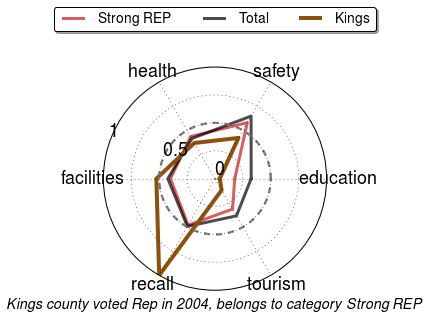 Strong REP Total Kings
health safety
1
0.5
0
facilities education
recall tourism
Kings county voted Rep in 2004, belongs to category Strong REP